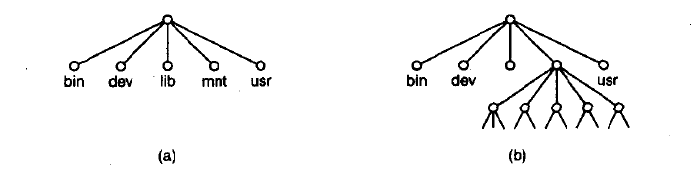 bin dev lib mnt usr
bin dev usr
(a)
(b)